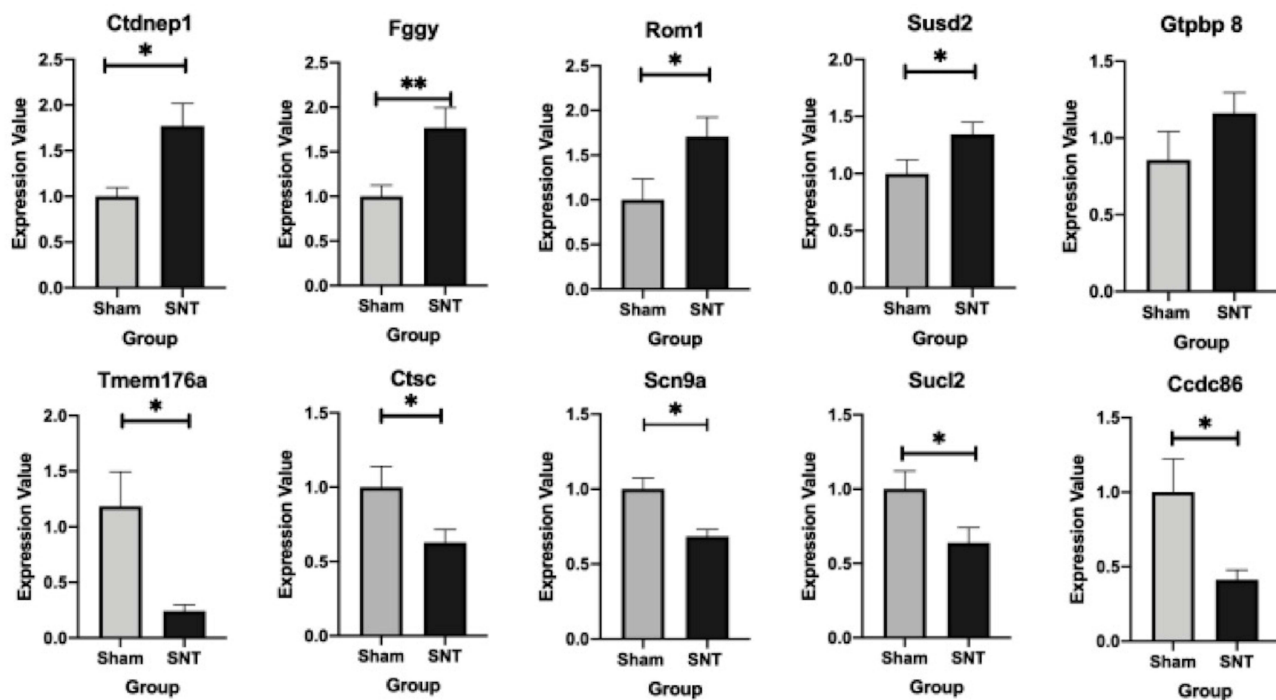 Ctdnep1
*
2.5
2.0
1.5
1.0
0.5
0.0
Expression Value
Sham SNT
Group
Fggy
**
2.5
2.0
1.5
1.0
0.5
0.0
Expression Value
Sham SNT
Group
Rom1
*
2.5
2.0
1.5
1.0
0.5
0.0
Expression Value
Sham SNT
Group
Susd2
*
2.0
1.5
1.0
0.5
0.0
Expression Value
Sham SNT
Group
Gtpbp 8
1.5
1.0
0.5
0.0
Expression Value
Sham SNT
Group
Tmem176a
*
2.0
1.5
1.0
0.5
0.0
Expression Value
Sham SNT
Group
Ctsc
*
1.5
1.0
0.5
0.0
Expression Value
Sham SNT
Group
Scn9a
*
1.5
1.0
0.5
0.0
Expression Value
Sham SNT
Group
Sucl2
*
1.5
1.0
0.5
0.0
Expression Value
Sham SNT
Group
Ccdc86
*
1.5
1.0
0.5
0.0
Expression Value
Sham SNT
Group